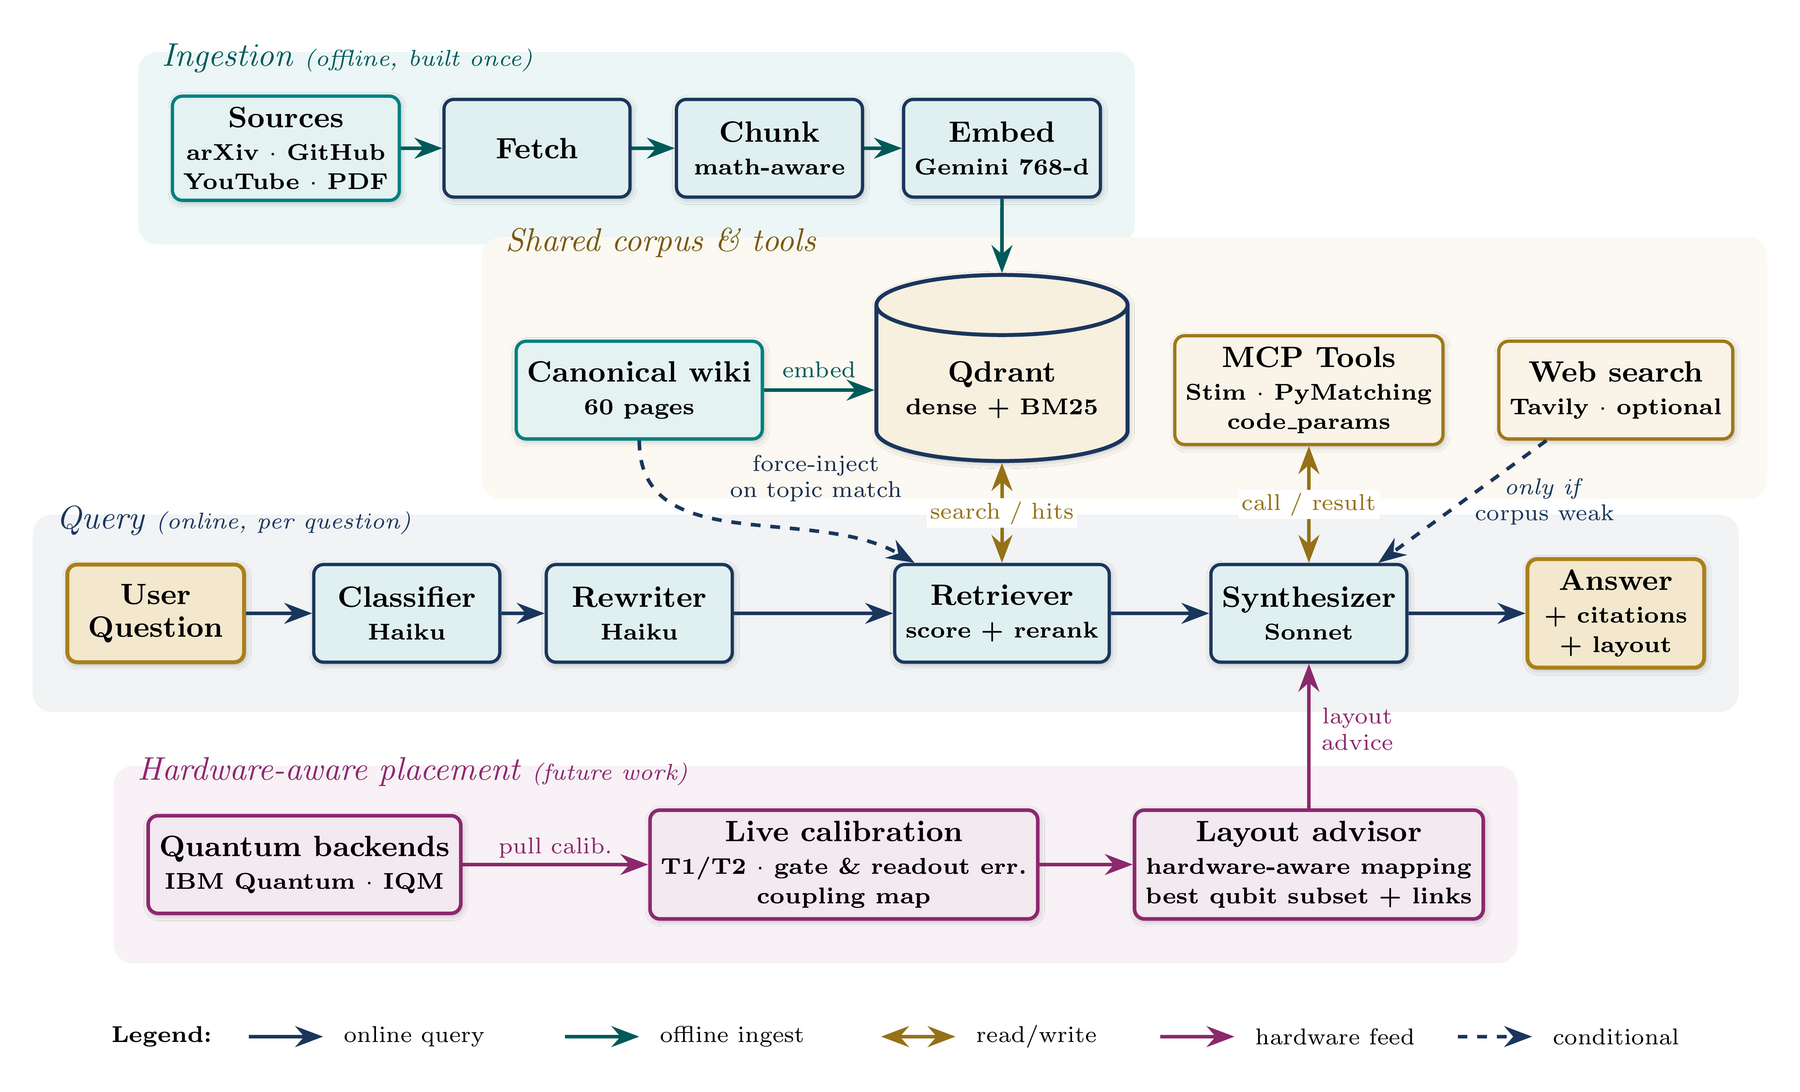 Ingestion (offline, built once)
Sources
arXiv · GitHub
YouTube · PDF
Fetch
Chunk
math-aware
Embed
Gemini 768-d
Shared corpus & tools
Canonical wiki
60 pages
embed
Qdrant
dense + BM25
MCP Tools
Stim · PyMatching
code_params
Web search
Tavily · optional
force-inject
on topic match
search / hits
call / result
only if
corpus weak
Query (online, per question)
User
Question
Classifier
Haiku
Rewriter
Haiku
Retriever
score + rerank
Synthesizer
Sonnet
Answer
+ citations
+ layout
layout
advice
Hardware-aware placement (future work)
Quantum backends
IBM Quantum · IQM
pull calib.
Live calibration
T1/T2 · gate & readout err.
coupling map
Layout advisor
hardware-aware mapping
best qubit subset + links
Legend: online query offline ingest read/write hardware feed conditional